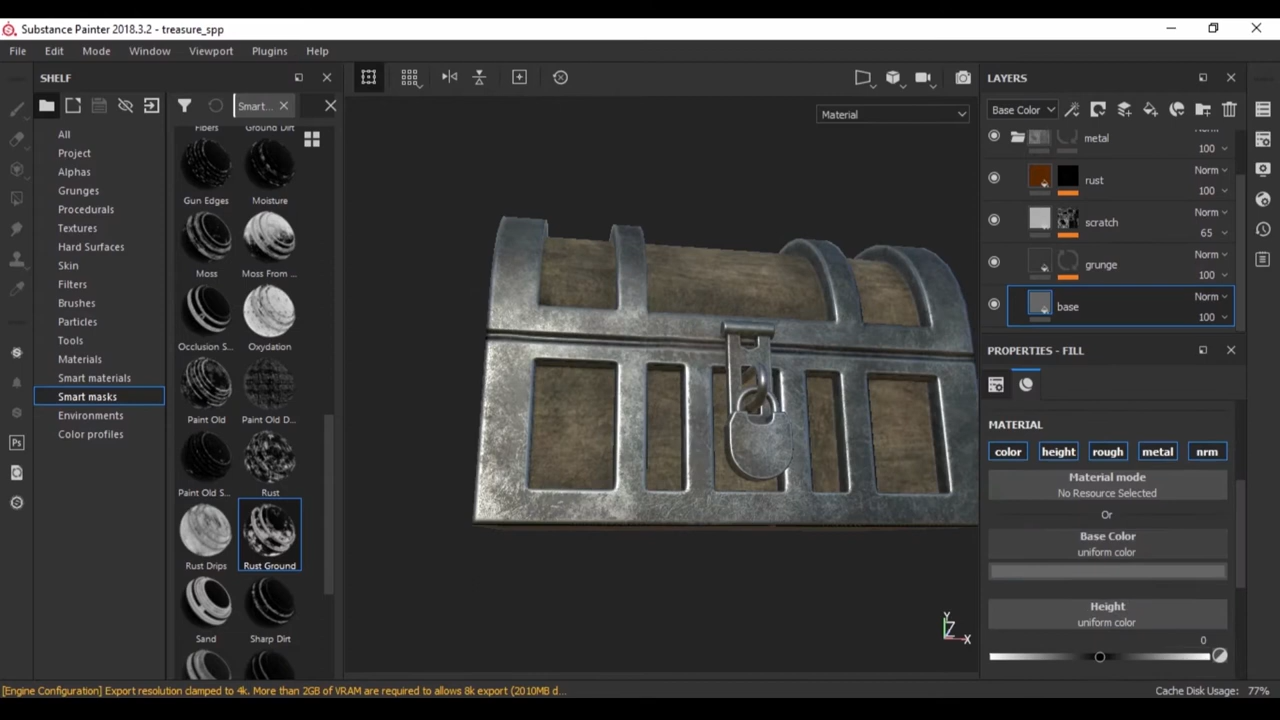 Substance Painter 2018.3.2 - treasure_spp
File Edit Mode Window Viewport Plugins Help
SHELF
Smart...
All
Project
Alphas
Grunges
Procedurals
Textures
Hard Surfaces
Skin
Filters
Brushes
Particles
Tools
Materials
Smart materials
Smart masks
Environments
Color profiles
Fibers Ground Dirt
Gun Edges Moisture
Moss Moss From ...
Occlusion S... Oxydation
Paint Old Paint Old D...
Paint Old S... Rust
Rust Drips Rust Ground
Sand Sharp Dirt
Material
Y
Z
X
LAYERS
Base Color
metal Norm
100
rust Norm
100
scratch Norm
65
grunge Norm
100
base Norm
100
PROPERTIES - FILL
MATERIAL
color height rough metal nrm
Material mode
No Resource Selected
Or
Base Color
uniform color
Height
uniform color
0
Ps
[Engine Configuration] Export resolution clamped to 4k. More than 2GB of VRAM are required to allows 8k export (2010MB d...
Cache Disk Usage: 77%